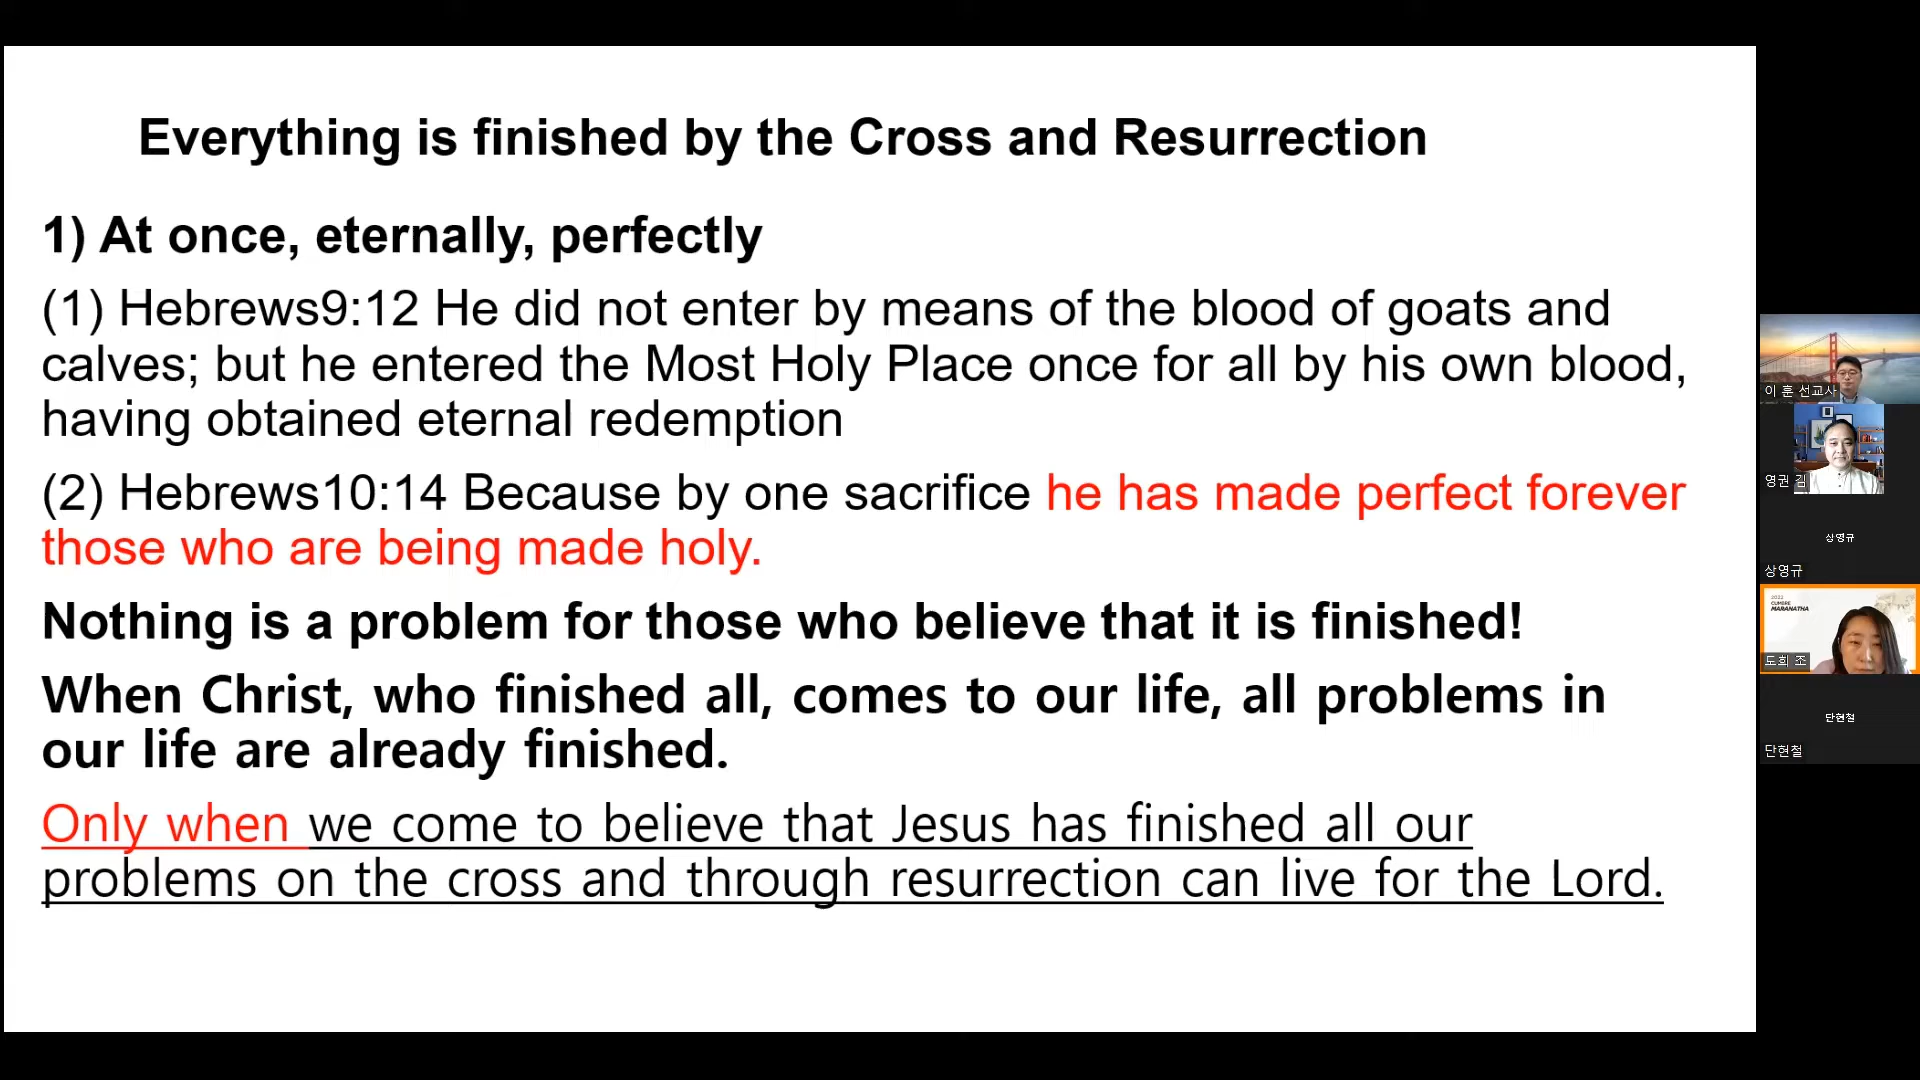 Everything is finished by the Cross and Resurrection
1) At once, eternally, perfectly
(1) Hebrews9:12 He did not enter by means of the blood of goats and
calves; but he entered the Most Holy Place once for all by his own blood,
having obtained eternal redemption
(2) Hebrews10:14 Because by one sacrifice he has made perfect forever
those who are being made holy.
Nothing is a problem for those who believe that it is finished!
When Christ, who finished all, comes to our life, all problems in
our life are already finished.
Only when we come to believe that Jesus has finished all our
problems on the cross and through resurrection can live for the Lord.
이 훈 선교사
영권 김
상영규
상영규
2022
CUMBRE
MARANATHA
도희 조
단현철
단현철